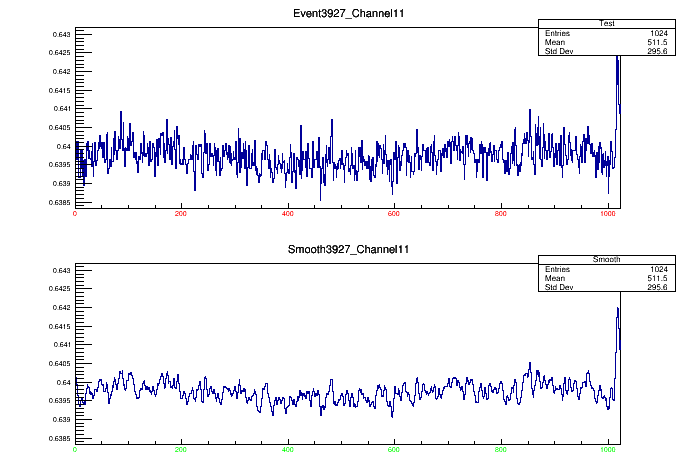 Event3927_Channel11
Test
Entries 1024
Mean 511.5
Std Dev 295.6
0.643
0.6425
0.642
0.6415
0.641
0.6405
0.64
0.6395
0.639
0.6385
0 200 400 600 800 1000
Smooth3927_Channel11
Smooth
Entries 1024
Mean 511.5
Std Dev 295.6
0.643
0.6425
0.642
0.6415
0.641
0.6405
0.64
0.6395
0.639
0.6385
0 200 400 600 800 1000